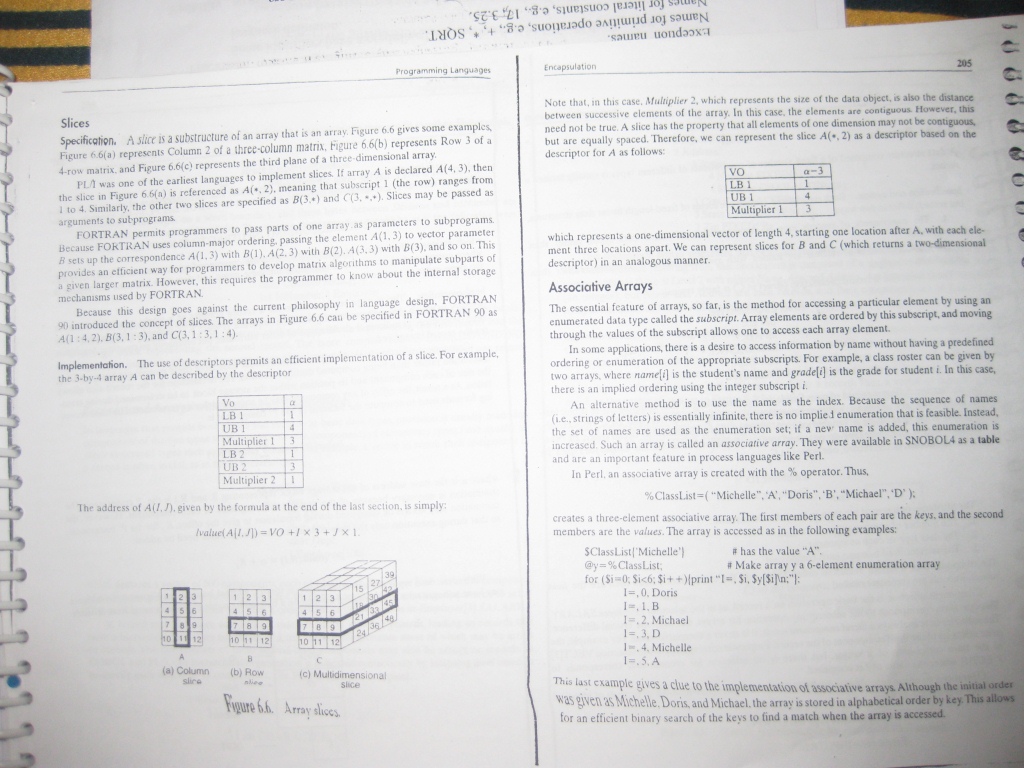 Exception names.
Names for primitive operations, e.g., +, *, SQRT.
Names for literal constants, e.g., 17, 3.25.
Programming Languages
Slices
Specification. A slice is a substructure of an array that is an array. Figure 6.6 gives some examples,
Figure 6.6(a) represents Column 2 of a three-column matrix, Figure 6.6(b) represents Row 3 of a
4-row matrix, and Figure 6.6(c) represents the third plane of a three-dimensional array.
PL/I was one of the earliest languages to implement slices. If array A is declared A(4, 3), then
the slice in Figure 6.6(a) is referenced as A(*, 2), meaning that subscript 1 (the row) ranges from
1 to 4. Similarly, the other two slices are specified as B(3,*) and C(3, *,*). Slices may be passed as
arguments to subprograms.
FORTRAN permits programmers to pass parts of one array as parameters to subprograms.
Because FORTRAN uses column-major ordering, passing the element A(1, 3) to vector parameter
B sets up the correspondence A(1, 3) with B(1), A(2, 3) with B(2), A(3, 3) with B(3), and so on. This
provides an efficient way for programmers to develop matrix algorithms to manipulate subparts of
a given larger matrix. However, this requires the programmer to know about the internal storage
mechanisms used by FORTRAN.
Because this design goes against the current philosophy in language design, FORTRAN
90 introduced the concept of slices. The arrays in Figure 6.6 can be specified in FORTRAN 90 as
A(1 : 4, 2), B(3, 1 : 3), and C(3, 1 : 3, 1 : 4).
Implementation. The use of descriptors permits an efficient implementation of a slice. For example,
the 3-by-4 array A can be described by the descriptor
Vo α
LB 1 1
UB 1 4
Multiplier 1 3
LB 2 1
UB 2 3
Multiplier 2 1
The address of A(I, J), given by the formula at the end of the last section, is simply:
lvalue(A[I, J]) = VO + I × 3 + J × 1.
1 2 3
4 5 6
7 8 9
10 11 12
A
(a) Column
slice
1 2 3
4 5 6
7 8 9
10 11 12
B
(b) Row
slice
1 2 3 15 27 39
4 5 6
7 8 9 21 33 45
10 11 12 24 36 48
C
(c) Multidimensional
slice
Figure 6.6. Array slices.
Encapsulation 205
Note that, in this case, Multiplier 2, which represents the size of the data object, is also the distance
between successive elements of the array. In this case, the elements are contiguous. However, this
need not be true. A slice has the property that all elements of one dimension may not be contiguous,
but are equally spaced. Therefore, we can represent the slice A(*, 2) as a descriptor based on the
descriptor for A as follows:
VO α−3
LB 1 1
UB 1 4
Multiplier 1 3
which represents a one-dimensional vector of length 4, starting one location after A, with each ele-
ment three locations apart. We can represent slices for B and C (which returns a two-dimensional
descriptor) in an analogous manner.
Associative Arrays
The essential feature of arrays, so far, is the method for accessing a particular element by using an
enumerated data type called the subscript. Array elements are ordered by this subscript, and moving
through the values of the subscript allows one to access each array element.
In some applications, there is a desire to access information by name without having a predefined
ordering or enumeration of the appropriate subscripts. For example, a class roster can be given by
two arrays, where name[i] is the student's name and grade[i] is the grade for student i. In this case,
there is an implied ordering using the integer subscript i.
An alternative method is to use the name as the index. Because the sequence of names
(i.e., strings of letters) is essentially infinite, there is no implied enumeration that is feasible. Instead,
the set of names are used as the enumeration set; if a new name is added, this enumeration is
increased. Such an array is called an associative array. They were available in SNOBOL4 as a table
and are an important feature in process languages like Perl.
In Perl, an associative array is created with the % operator. Thus,
%ClassList=( "Michelle", 'A', "Doris", 'B', "Michael", 'D' );
creates a three-element associative array. The first members of each pair are the keys, and the second
members are the values. The array is accessed as in the following examples:
$ClassList{'Michelle'} # has the value "A".
@y=%ClassList; # Make array y a 6-element enumeration array
for ($i=0; $i<6; $i++){print "I=, $i, $y[$i]\n;"};
I=, 0, Doris
I=, 1, B
I=, 2, Michael
I=, 3, D
I=, 4, Michelle
I=, 5, A
This last example gives a clue to the implementation of associative arrays. Although the initial order
was given as Michelle, Doris, and Michael, the array is stored in alphabetical order by key. This allows
for an efficient binary search of the keys to find a match when the array is accessed.